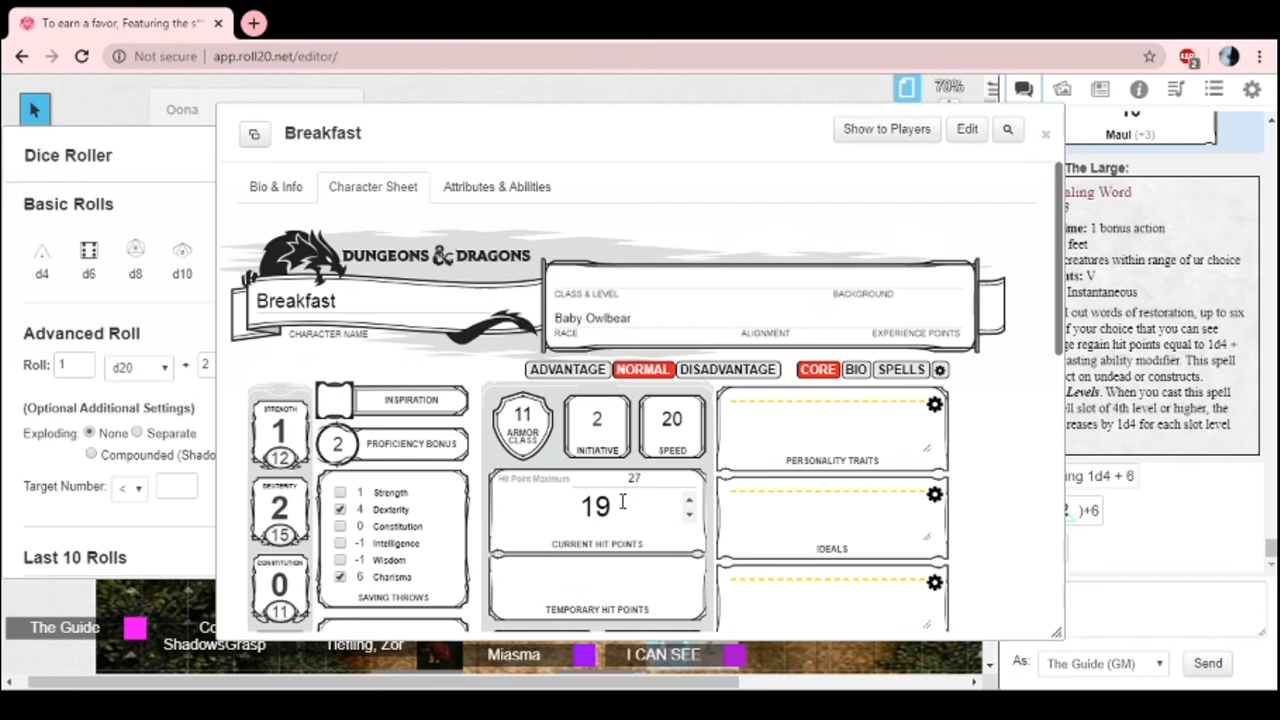 To earn a favor, Featuring the s"
Not secure
app.roll20.net/editor/
2
Oona
70%
Breakfast
Show to Players
Edit
Maul (+3)
Dice Roller
Bio & Info
Character Sheet
Attributes & Abilities
The Large:
aling Word
3
me: 1 bonus action
feet
reatures within range of ur choice
ts: V
Instantaneous
l out words of restoration, up to six
f your choice that you can see
ge regain hit points equal to 1d4 +
asting ability modifier. This spell
ct on undead or constructs.
Levels. When you cast this spell
ll slot of 4th level or higher, the
reases by 1d4 for each slot level
Basic Rolls
d4
d6
d8
d10
DUNGEONS & DRAGONS
Breakfast
CHARACTER NAME
CLASS & LEVEL
BACKGROUND
Baby Owlbear
RACE
ALIGNMENT
EXPERIENCE POINTS
Advanced Roll
Roll: 1
d20
+
2
ADVANTAGE
NORMAL
DISADVANTAGE
CORE
BIO
SPELLS
(Optional Additional Settings)
Exploding:
None
Separate
Compounded (Shado
Target Number:
<
Last 10 Rolls
STRENGTH
1
12
DEXTERITY
2
15
CONSTITUTION
0
11
INSPIRATION
2
PROFICIENCY BONUS
1 Strength
4 Dexterity
0 Constitution
-1 Intelligence
-1 Wisdom
6 Charisma
SAVING THROWS
11
ARMOR
CLASS
2
INITIATIVE
20
SPEED
Hit Point Maximum
27
19
CURRENT HIT POINTS
TEMPORARY HIT POINTS
PERSONALITY TRAITS
IDEALS
ng 1d4 + 6
)+6
The Guide
Co
ShadowsGrasp
Tiefling, Zor
Miasma
I CAN SEE
As:
The Guide (GM)
Send